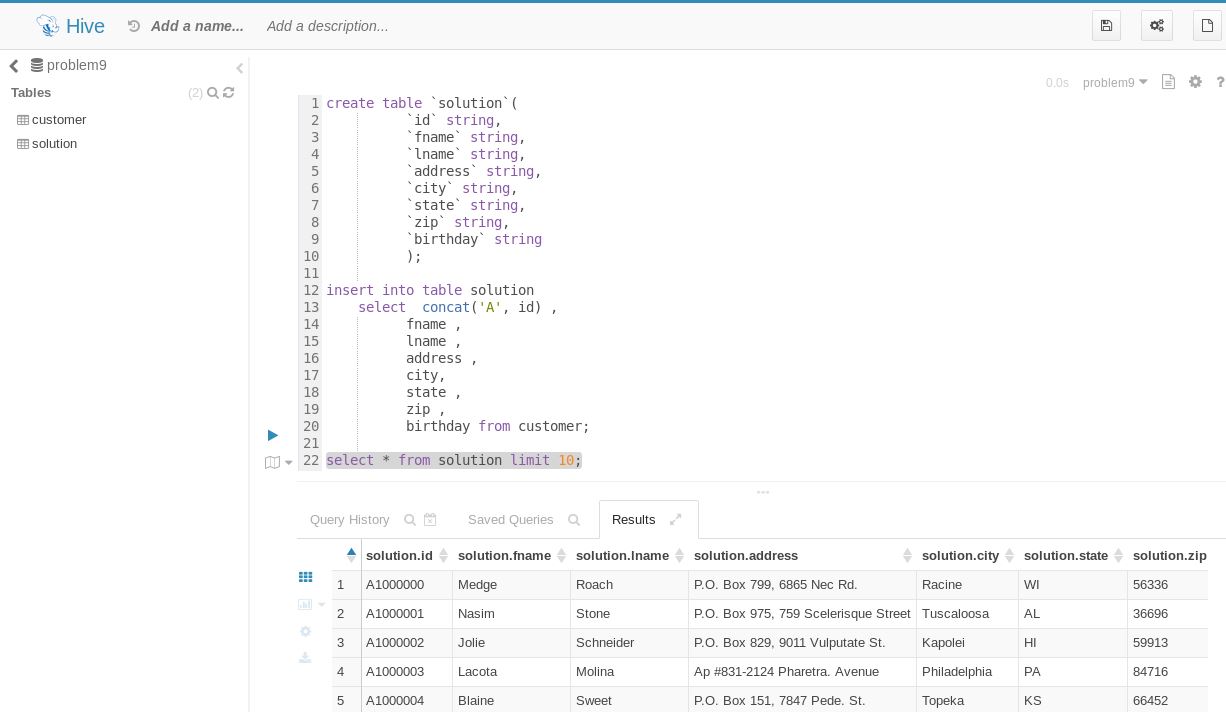 Hive Add a name... Add a description...
problem9
Tables (2)
customer
solution
0.0s problem9 ?
1 create table `solution`(
2 `id` string,
3 `fname` string,
4 `lname` string,
5 `address` string,
6 `city` string,
7 `state` string,
8 `zip` string,
9 `birthday` string
10 );
11
12 insert into table solution
13 select concat('A', id) ,
14 fname ,
15 lname ,
16 address ,
17 city,
18 state ,
19 zip ,
20 birthday from customer;
21
22 select * from solution limit 10;
Query History Saved Queries Results
solution.id solution.fname solution.lname solution.address solution.city solution.state solution.zip
1 A1000000 Medge Roach P.O. Box 799, 6865 Nec Rd. Racine WI 56336
2 A1000001 Nasim Stone P.O. Box 975, 759 Scelerisque Street Tuscaloosa AL 36696
3 A1000002 Jolie Schneider P.O. Box 829, 9011 Vulputate St. Kapolei HI 59913
4 A1000003 Lacota Molina Ap #831-2124 Pharetra. Avenue Philadelphia PA 84716
5 A1000004 Blaine Sweet P.O. Box 151, 7847 Pede. St. Topeka KS 66452